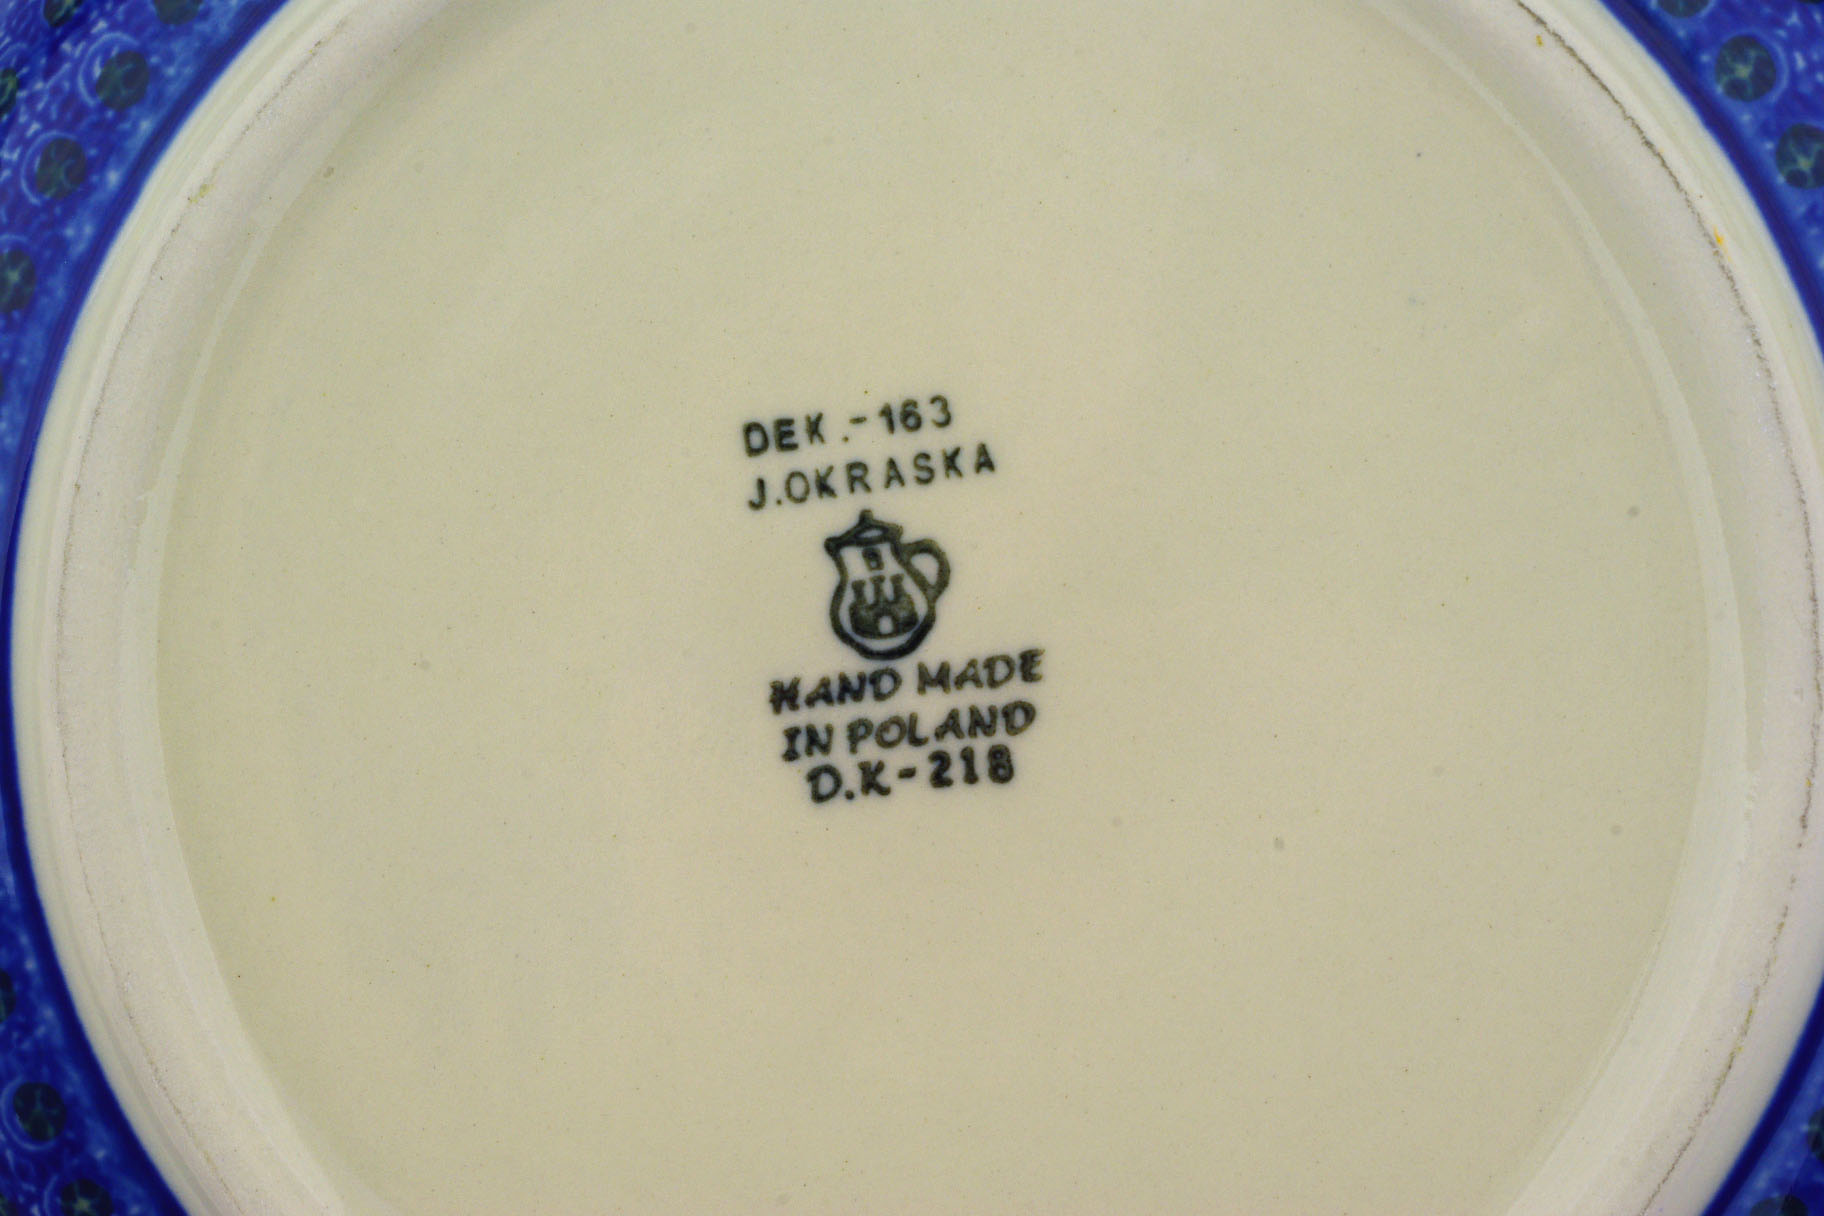 DEK.-163
J.OKRASKA
B
HAND MADE
IN POLAND
D.K-218